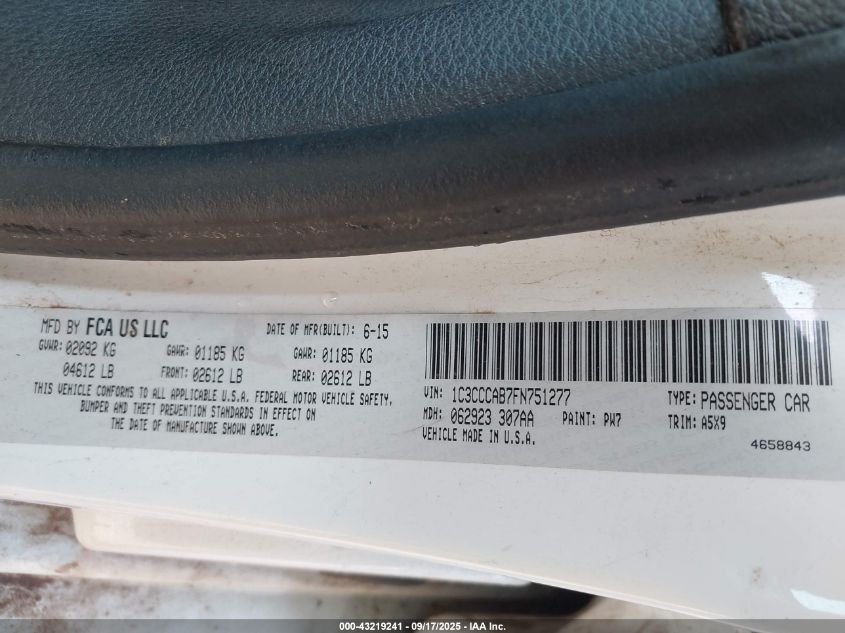 MFD BY FCA US LLC DATE OF MFR(BUILT): 6-15
GVWR: 02092 KG GAWR: 01185 KG GAWR: 01185 KG
04612 LB FRONT: 02612 LB REAR: 02612 LB
THIS VEHICLE CONFORMS TO ALL APPLICABLE U.S.A. FEDERAL MOTOR VEHICLE SAFETY,
BUMPER AND THEFT PREVENTION STANDARDS IN EFFECT ON
THE DATE OF MANUFACTURE SHOWN ABOVE.
VIN: 1C3CCCAB7FN751277 TYPE: PASSENGER CAR
MDH: 062923 307AA PAINT: PW7 TRIM: A5X9
VEHICLE MADE IN U.S.A.
4658843
000-43219241 - 09/17/2025 - IAA Inc.